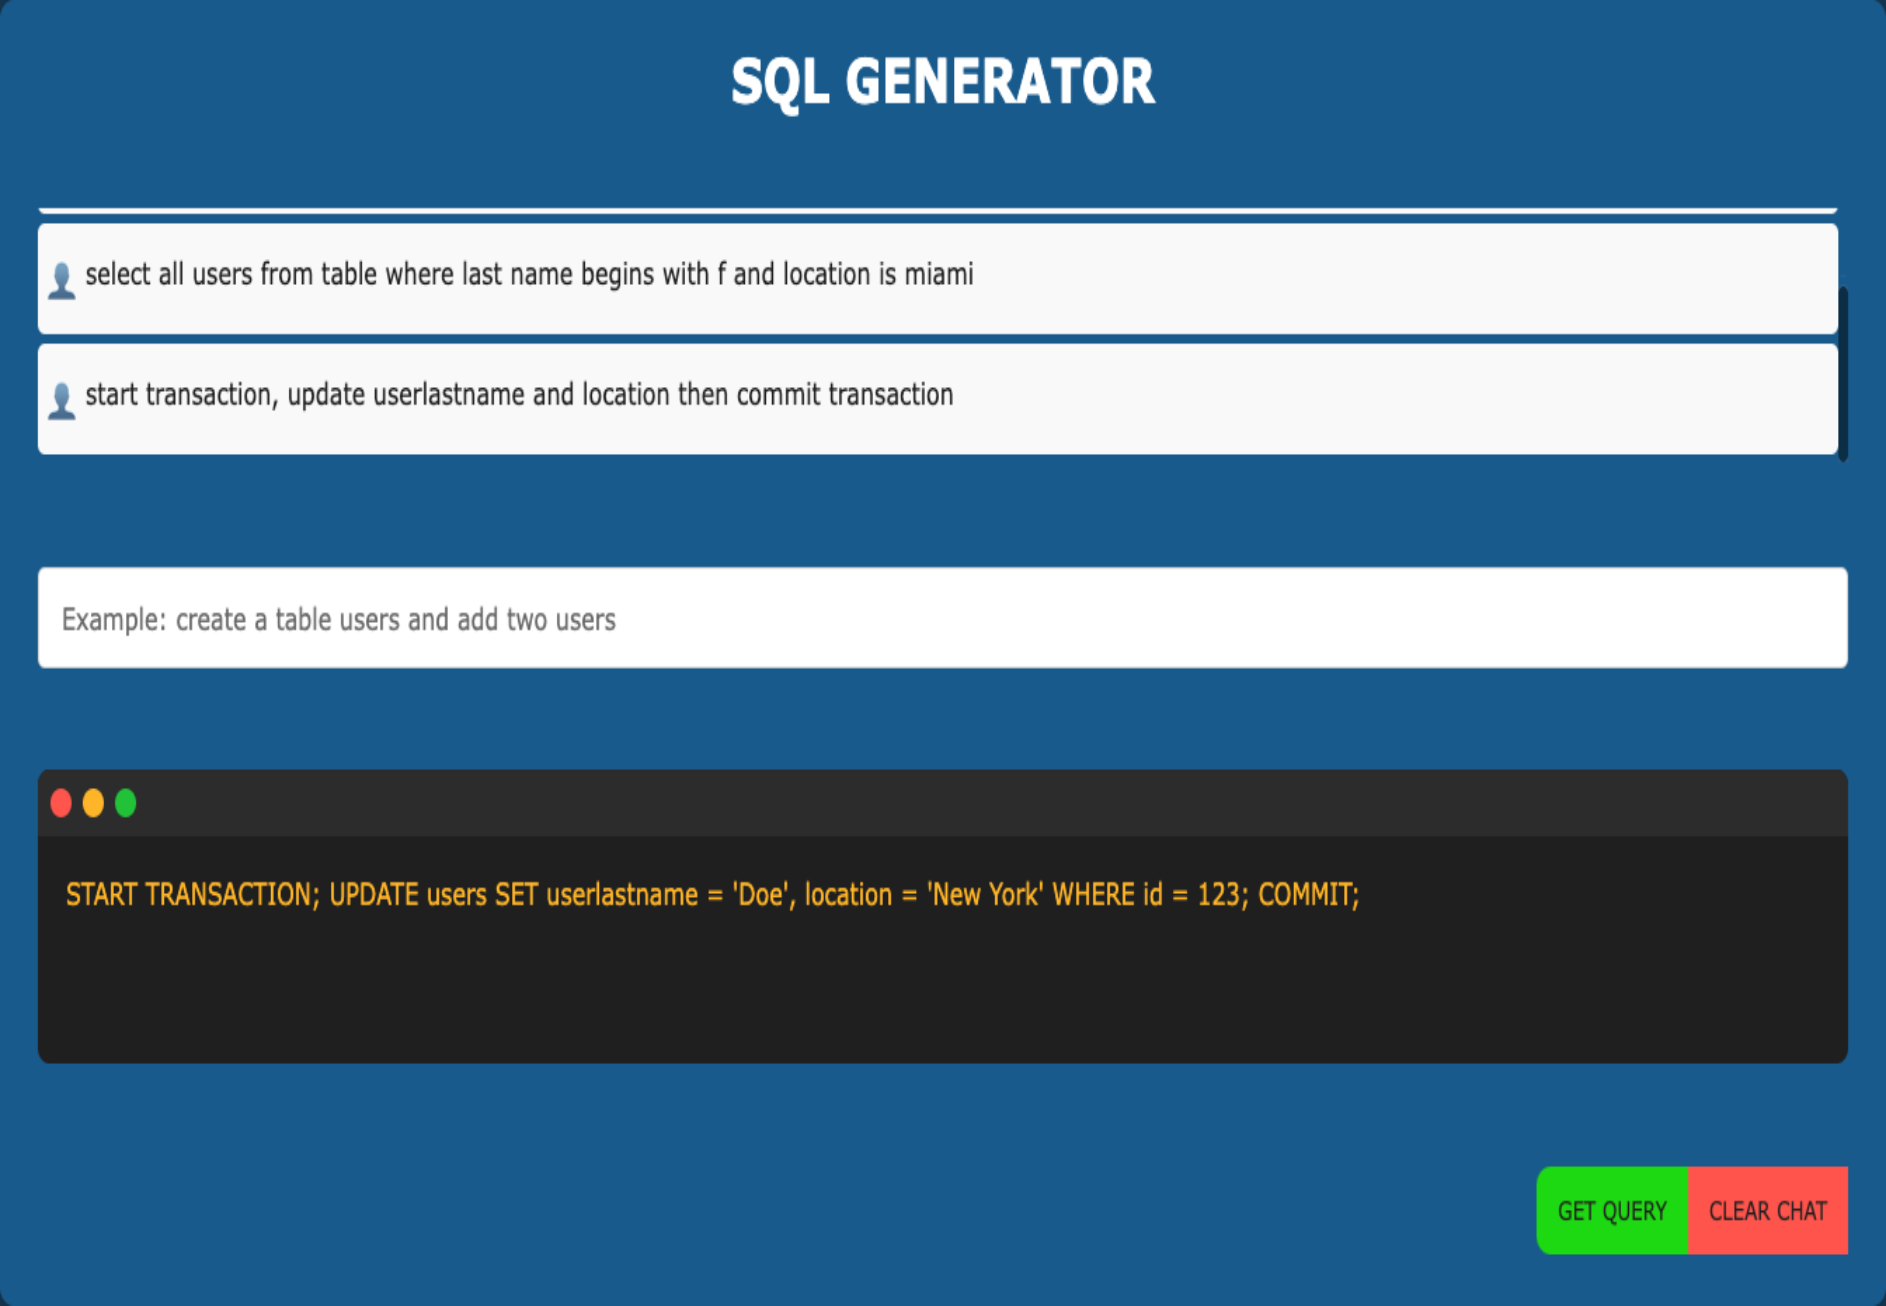 SQL GENERATOR
select all users from table where last name begins with f and location is miami
start transaction, update userlastname and location then commit transaction
Example: create a table users and add two users
START TRANSACTION; UPDATE users SET userlastname = 'Doe', location = 'New York' WHERE id = 123; COMMIT;
GET QUERY CLEAR CHAT